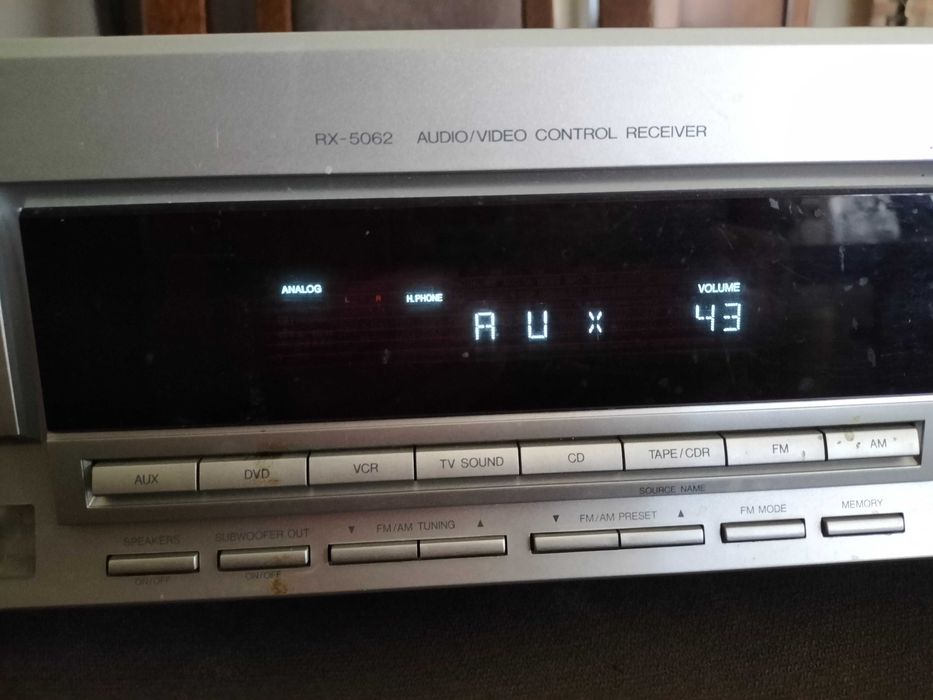 RX-5062 AUDIO/VIDEO CONTROL RECEIVER
ANALOG L R H.PHONE VOLUME
AUX 43
AUX DVD VCR TV SOUND CD TAPE/CDR FM AM
SOURCE NAME
SPEAKERS SUBWOOFER OUT ▼ FM/AM TUNING ▲ ▼ FM/AM PRESET ▲ FM MODE MEMORY
ON/OFF ON/OFF